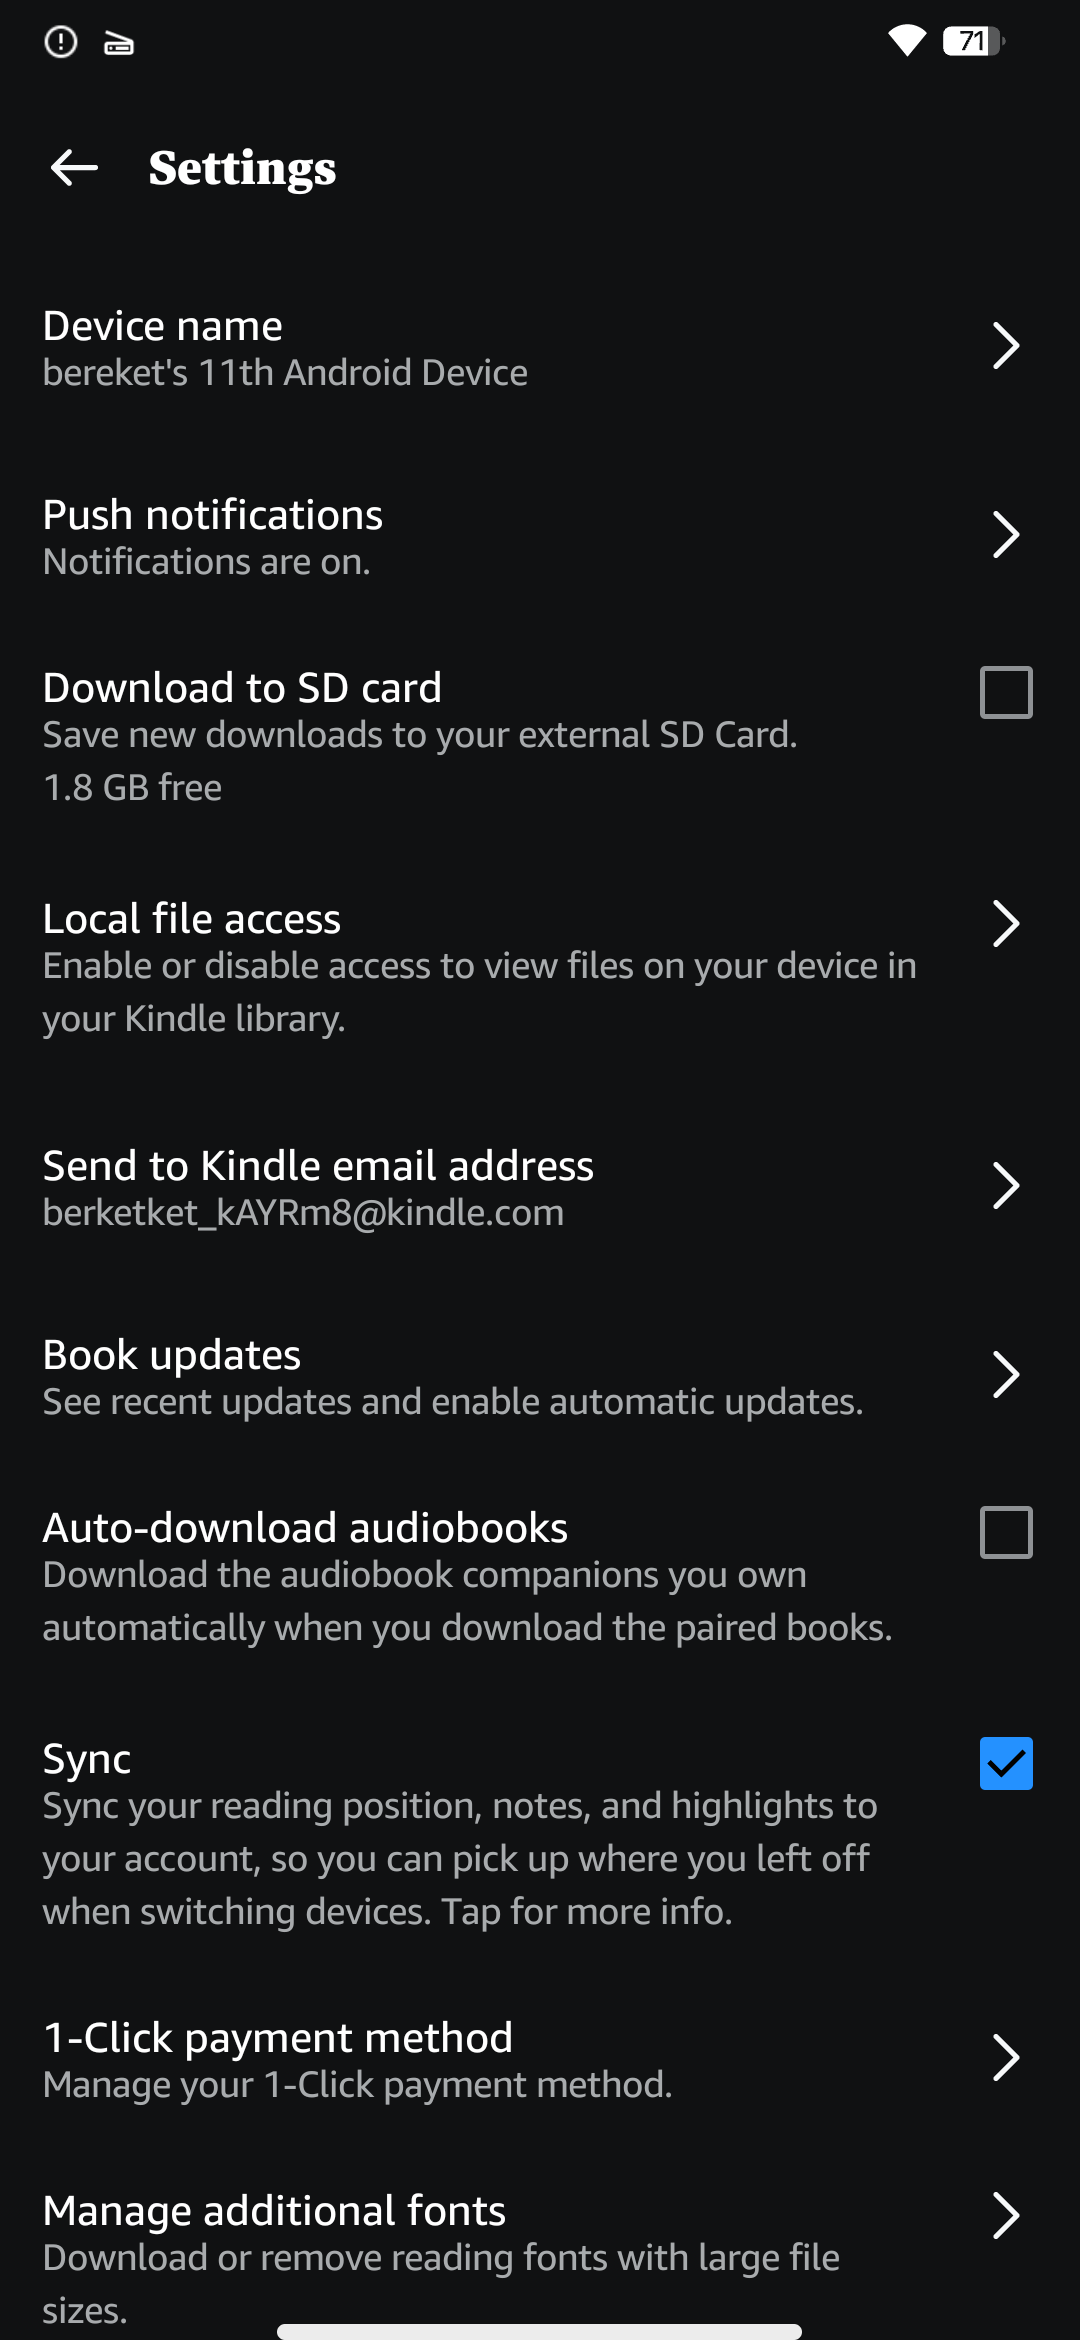 71
Settings
Device name
bereket's 11th Android Device
Push notifications
Notifications are on.
Download to SD card
Save new downloads to your external SD Card.
1.8 GB free
Local file access
Enable or disable access to view files on your device in
your Kindle library.
Send to Kindle email address
berketket_kAYRm8@kindle.com
Book updates
See recent updates and enable automatic updates.
Auto-download audiobooks
Download the audiobook companions you own
automatically when you download the paired books.
Sync
Sync your reading position, notes, and highlights to
your account, so you can pick up where you left off
when switching devices. Tap for more info.
1-Click payment method
Manage your 1-Click payment method.
Manage additional fonts
Download or remove reading fonts with large file
sizes.